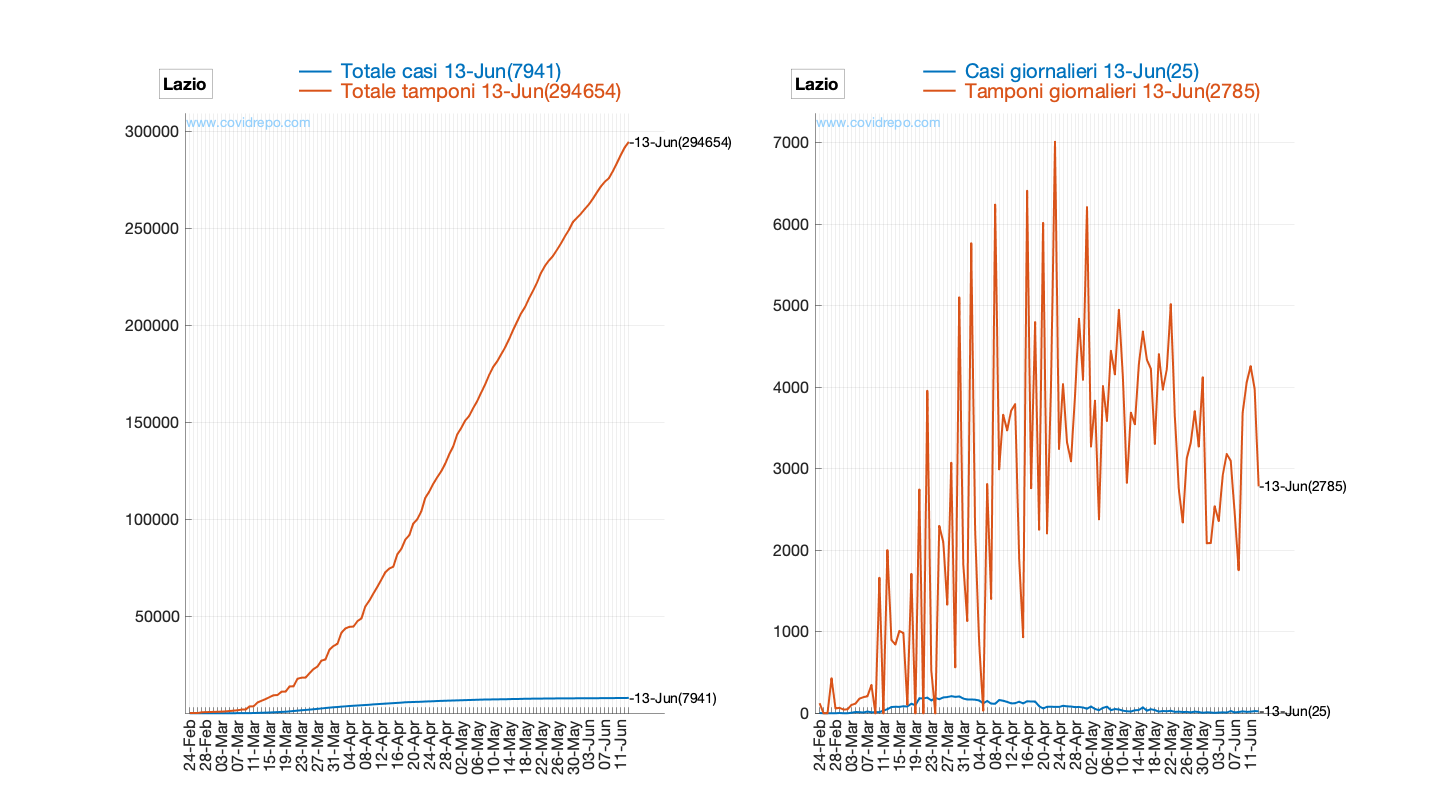 Lazio
Totale casi 13-Jun(7941)
Totale tamponi 13-Jun(294654)
www.covidrepo.com
300000
250000
200000
150000
100000
50000
-13-Jun(294654)
-13-Jun(7941)
24-Feb
28-Feb
03-Mar
07-Mar
11-Mar
15-Mar
19-Mar
23-Mar
27-Mar
31-Mar
04-Apr
08-Apr
12-Apr
16-Apr
20-Apr
24-Apr
28-Apr
02-May
06-May
10-May
14-May
18-May
22-May
26-May
30-May
03-Jun
07-Jun
11-Jun
Lazio
Casi giornalieri 13-Jun(25)
Tamponi giornalieri 13-Jun(2785)
www.covidrepo.com
7000
6000
5000
4000
3000
2000
1000
0
-13-Jun(2785)
-13-Jun(25)
24-Feb
28-Feb
03-Mar
07-Mar
11-Mar
15-Mar
19-Mar
23-Mar
27-Mar
31-Mar
04-Apr
08-Apr
12-Apr
16-Apr
20-Apr
24-Apr
28-Apr
02-May
06-May
10-May
14-May
18-May
22-May
26-May
30-May
03-Jun
07-Jun
11-Jun